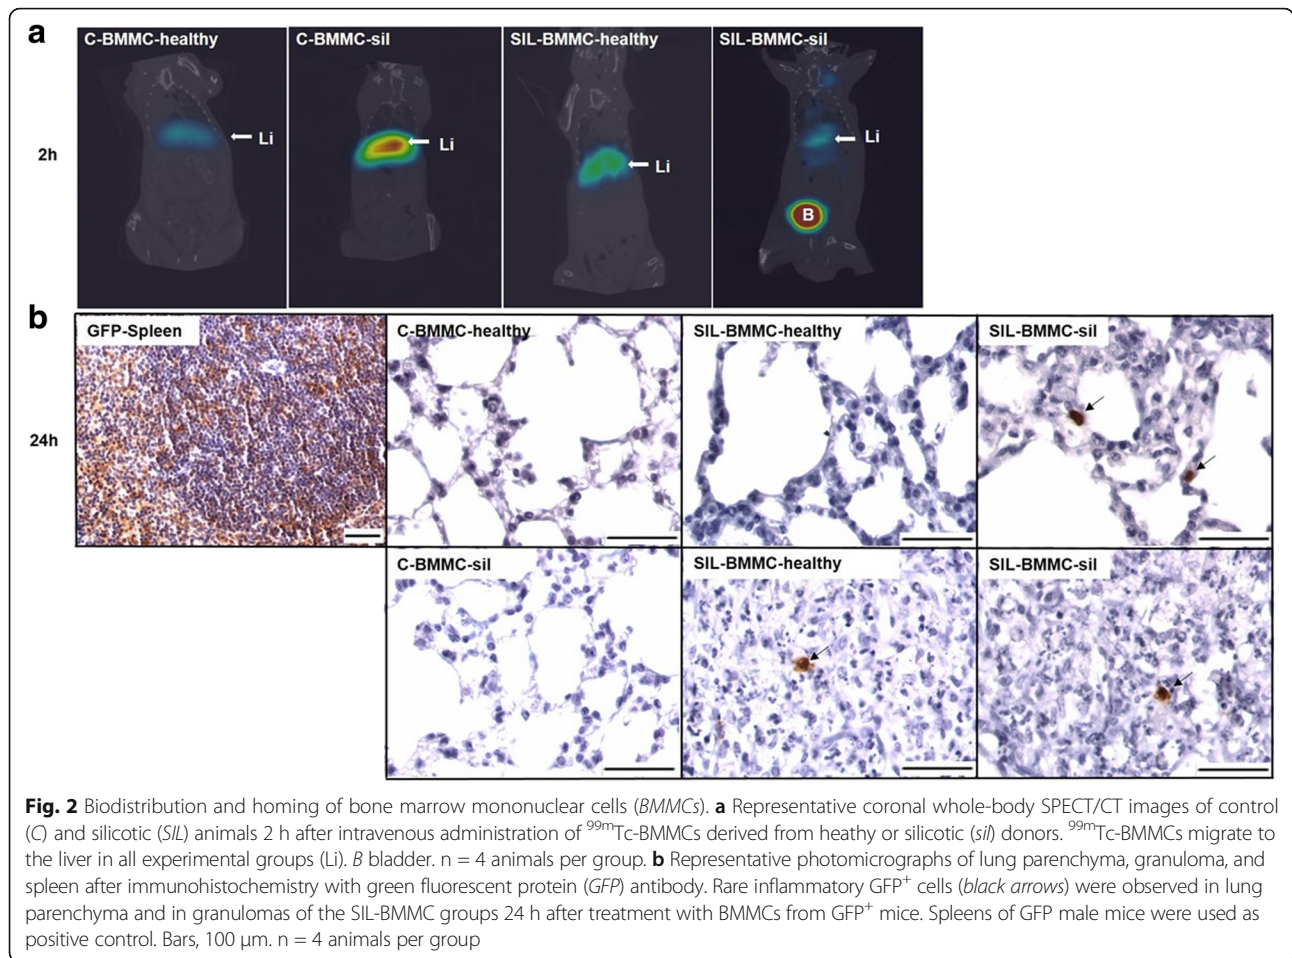 a
C-BMMC-healthy
C-BMMC-sil
SIL-BMMC-healthy
SIL-BMMC-sil
2h
Li
Li
Li
Li
B
b
GFP-Spleen
C-BMMC-healthy
SIL-BMMC-healthy
SIL-BMMC-sil
24h
C-BMMC-sil
SIL-BMMC-healthy
SIL-BMMC-sil
Fig. 2 Biodistribution and homing of bone marrow mononuclear cells (BMMCs). a Representative coronal whole-body SPECT/CT images of control
(C) and silicotic (SIL) animals 2 h after intravenous administration of ⁹⁹ᵐTc-BMMCs derived from heathy or silicotic (sil) donors. ⁹⁹ᵐTc-BMMCs migrate to
the liver in all experimental groups (Li). B bladder. n = 4 animals per group. b Representative photomicrographs of lung parenchyma, granuloma, and
spleen after immunohistochemistry with green fluorescent protein (GFP) antibody. Rare inflammatory GFP⁺ cells (black arrows) were observed in lung
parenchyma and in granulomas of the SIL-BMMC groups 24 h after treatment with BMMCs from GFP⁺ mice. Spleens of GFP male mice were used as
positive control. Bars, 100 μm. n = 4 animals per group